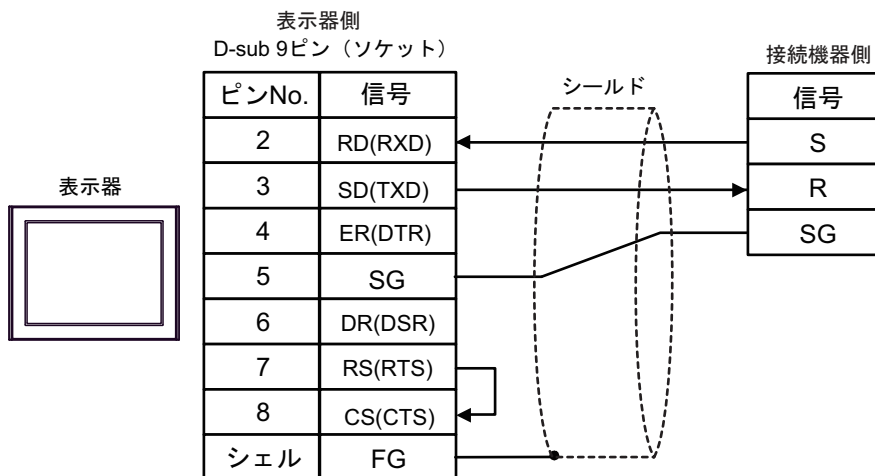 表示器側
D-sub 9ピン（ソケット）
接続機器側
ピンNo. 信号
シールド
信号
2 RD(RXD)
S
表示器
3 SD(TXD)
R
4 ER(DTR)
SG
5 SG
6 DR(DSR)
7 RS(RTS)
8 CS(CTS)
シェル FG